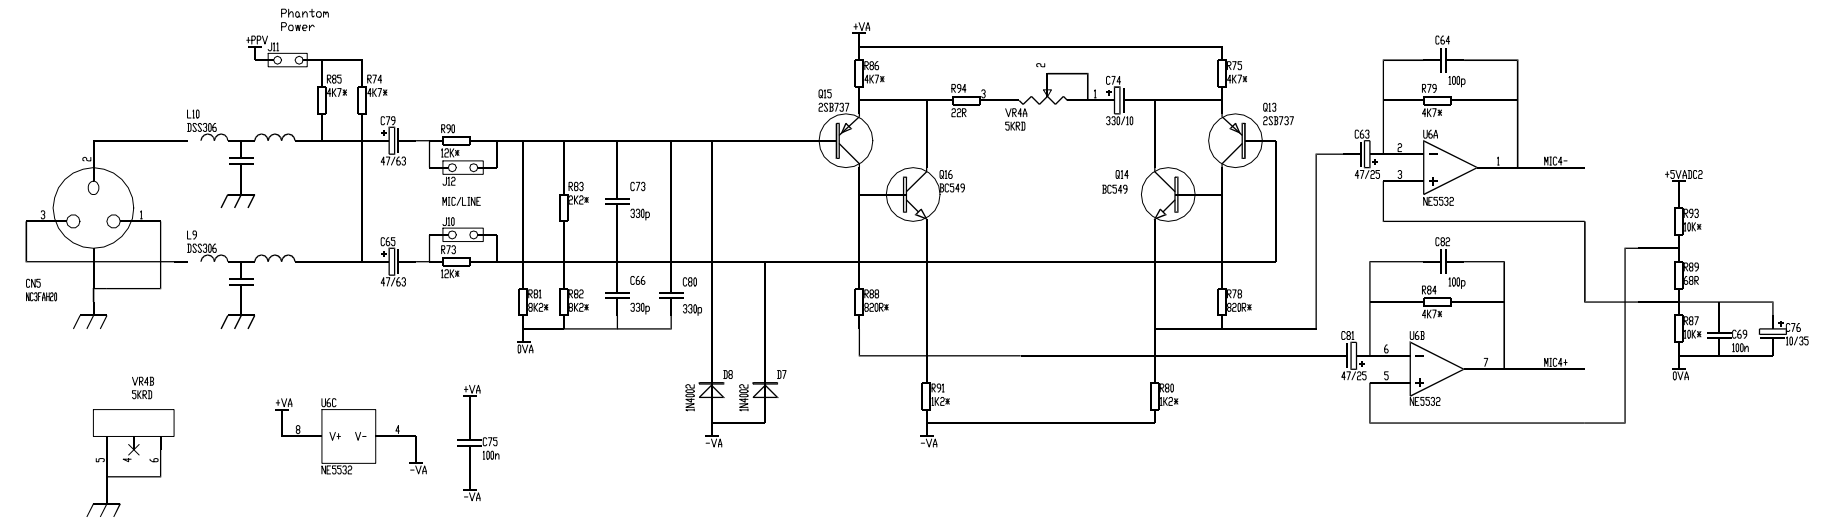 Phantom
Power
+PPV
J11
R85
4K7*
R74
4K7*
L10
DSS306
2
3
1
CN5
NC3FAH20
L9
DSS306
C79
47/63
R90
12K*
J12
MIC/LINE
J10
C65
47/63
R73
12K*
R83
2K2*
C73
330p
R81
8K2*
R82
8K2*
C66
330p
C80
330p
0VA
D8
1N4002
D7
1N4002
-VA
+VA
R86
4K7*
Q15
2SB737
Q16
BC549
R94
22R
3
2
VR4A
5KRD
1
C74
330/10
R75
4K7*
Q13
2SB737
Q14
BC549
R88
820R*
R78
820R*
R91
1K2*
R80
1K2*
-VA
C64
100p
R79
4K7*
C63
47/25
U6A
2
3
1
NE5532
MIC4-
C82
100p
R84
4K7*
C81
47/25
U6B
6
5
7
NE5532
MIC4+
+5VADC2
R93
10K*
R89
68R
R87
10K*
C69
100n
C76
10/35
0VA
VR4B
5KRD
5
4
6
+VA
8
U6C
V+
V-
4
NE5532
-VA
+VA
C75
100n
-VA